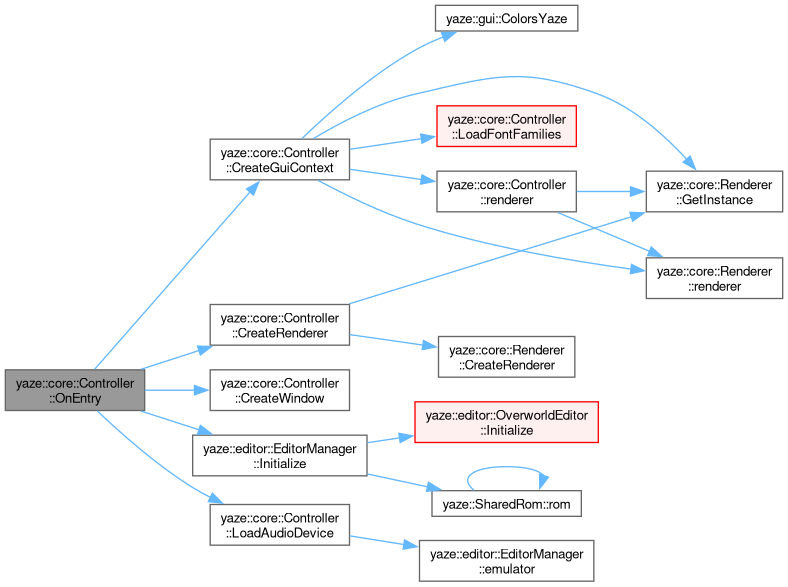 yaze::gui::ColorsYaze
yaze::core::Controller
::LoadFontFamilies
yaze::core::Controller
::CreateGuiContext
yaze::core::Controller
::renderer
yaze::core::Renderer
::GetInstance
yaze::core::Renderer
::renderer
yaze::core::Controller
::CreateRenderer
yaze::core::Renderer
::CreateRenderer
yaze::core::Controller
::OnEntry
yaze::core::Controller
::CreateWindow
yaze::editor::OverworldEditor
::Initialize
yaze::editor::EditorManager
::Initialize
yaze::SharedRom::rom
yaze::core::Controller
::LoadAudioDevice
yaze::editor::EditorManager
::emulator